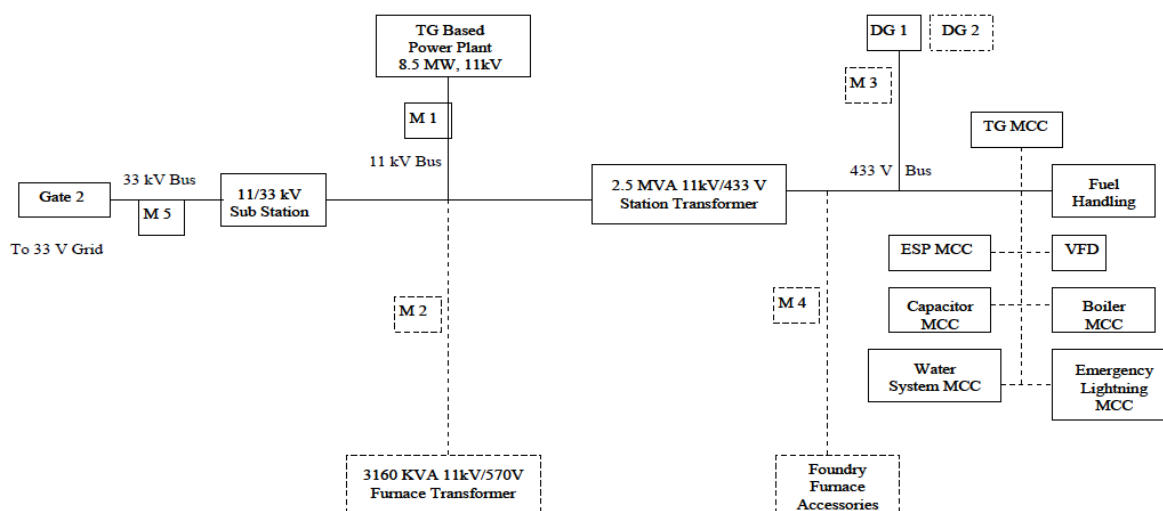 TG Based
Power Plant
8.5 MW, 11kV
DG 1
DG 2
M 3
M 1
TG MCC
11 kV Bus
433 V Bus
33 kV Bus
Gate 2
11/33 kV
Sub Station
2.5 MVA 11kV/433 V
Station Transformer
Fuel
Handling
M 5
To 33 V Grid
ESP MCC
VFD
M 2
M 4
Capacitor
MCC
Boiler
MCC
Water
System MCC
Emergency
Lightning
MCC
3160 KVA 11kV/570V
Furnace Transformer
Foundry
Furnace
Accessories